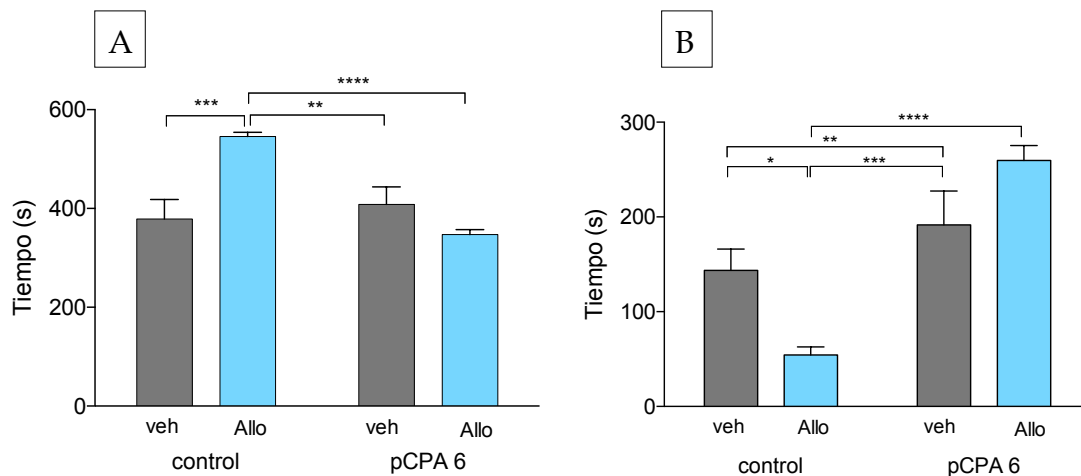 A
B
****
***
**
600
400
200
0
Tiempo (s)
veh
Allo
veh
Allo
control
pCPA 6
****
**
*
***
300
200
100
0
Tiempo (s)
veh
Allo
veh
Allo
control
pCPA 6